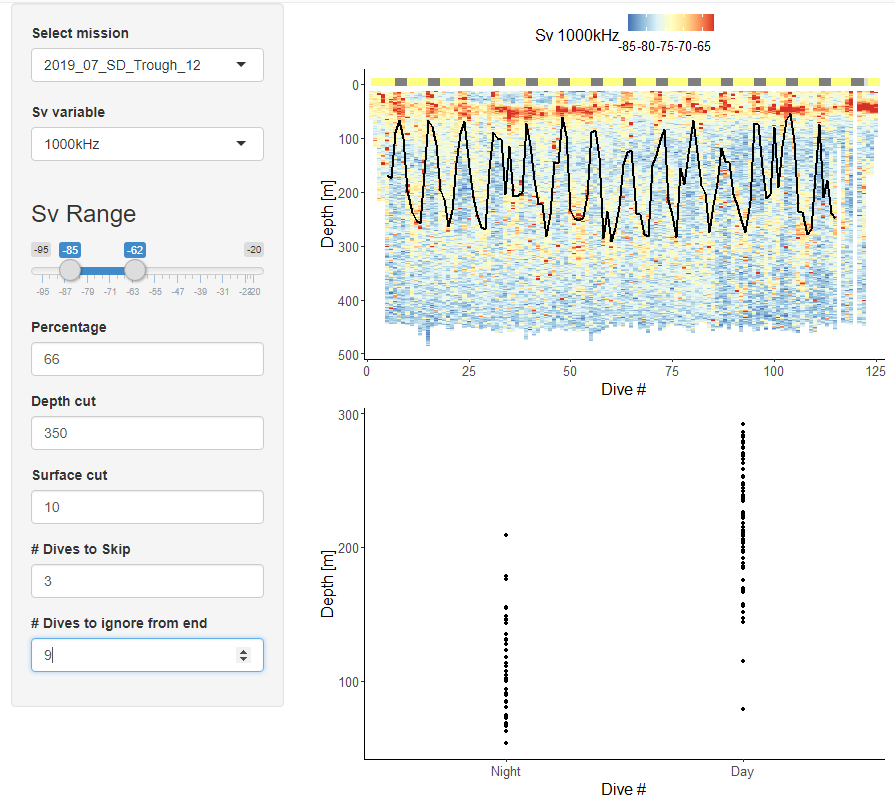 Select mission
2019_07_SD_Trough_12
Sv variable
1000kHz
Sv Range
-95 -85 -62 -20
-95 -87 -79 -71 -63 -55 -47 -39 -31 -23 -20
Percentage
66
Depth cut
350
Surface cut
10
# Dives to Skip
3
# Dives to ignore from end
9
Sv 1000kHz
-85 -80 -75 -70 -65
Depth [m]
0
100
200
300
400
500
0 25 50 75 100 125
Dive #
Depth [m]
300
200
100
Night Day
Dive #